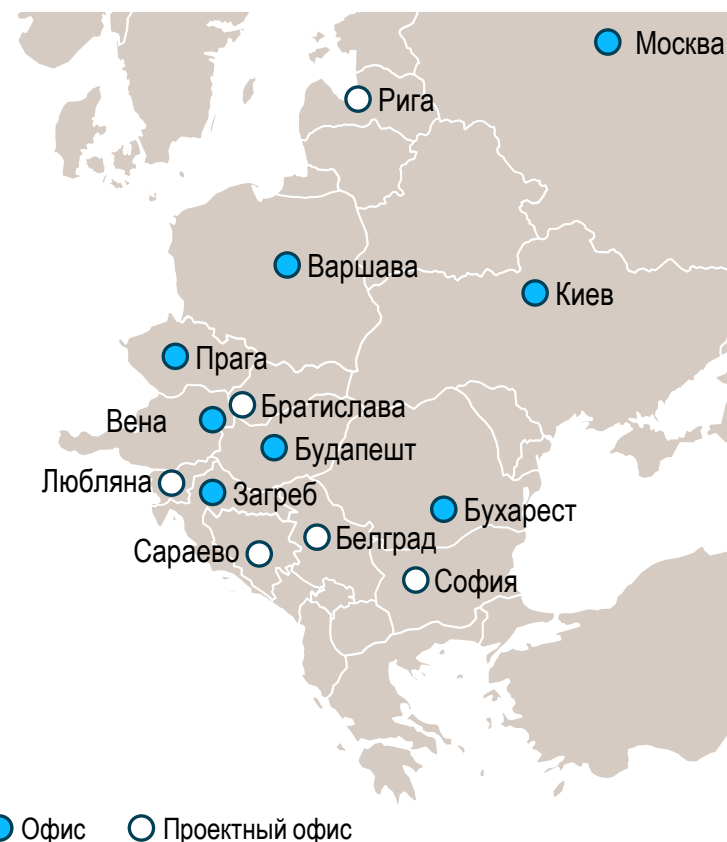 Москва
Рига
Варшава
Киев
Прага
Братислава
Вена
Будапешт
Любляна
Загреб
Бухарест
Белград
Сараево
София
Офис
Проектный офис